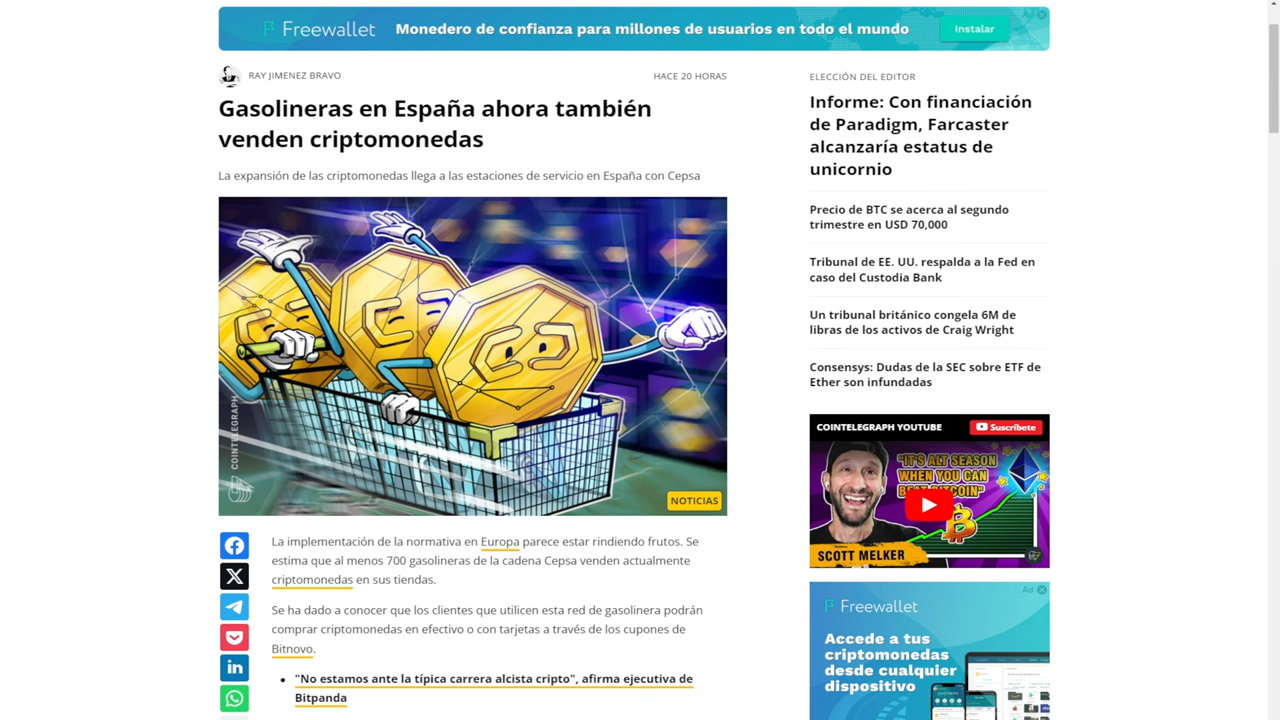 Freewallet
Monedero de confianza para millones de usuarios en todo el mundo
Instalar
RAY JIMENEZ BRAVO
HACE 20 HORAS
Gasolineras en España ahora también
venden criptomonedas
La expansión de las criptomonedas llega a las estaciones de servicio en España con Cepsa
COINTELEGRAPH
NOTICIAS
La implementación de la normativa en Europa parece estar rindiendo frutos. Se
estima que al menos 700 gasolineras de la cadena Cepsa venden actualmente
criptomonedas en sus tiendas.
Se ha dado a conocer que los clientes que utilicen esta red de gasolinera podrán
comprar criptomonedas en efectivo o con tarjetas a través de los cupones de
Bitnovo.
"No estamos ante la típica carrera alcista cripto", afirma ejecutiva de
Bitpanda
ELECCIÓN DEL EDITOR
Informe: Con financiación
de Paradigm, Farcaster
alcanzaría estatus de
unicornio
Precio de BTC se acerca al segundo
trimestre en USD 70,000
Tribunal de EE. UU. respalda a la Fed en
caso del Custodia Bank
Un tribunal británico congela 6M de
libras de los activos de Craig Wright
Consensys: Dudas de la SEC sobre ETF de
Ether son infundadas
COINTELEGRAPH YOUTUBE
Suscríbete
"IT'S ALT SEASON
WHEN YOU CAN
BEAT BITCOIN"
SCOTT MELKER
Ad
Freewallet
Accede a tus
criptomonedas
desde cualquier
dispositivo